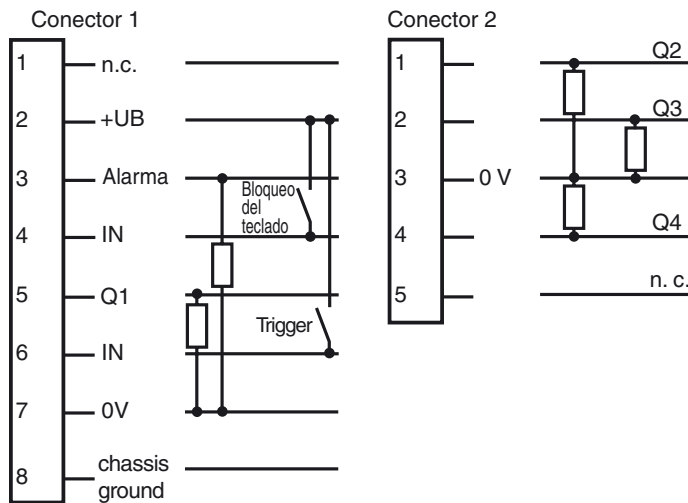 Conector 1
1 n.c.
2 +UB
3 Alarma
Bloqueo
del
teclado
4 IN
5 Q1
Trigger
6 IN
7 0V
8 chassis
ground
Conector 2
1 Q2
2 Q3
3 0 V
4 Q4
5 n. c.